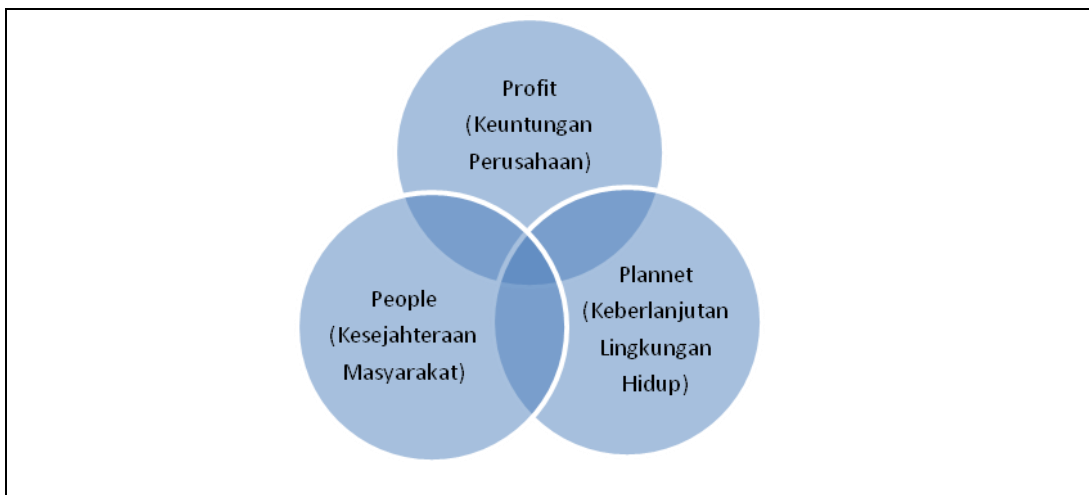 Profit
(Keuntungan
Perusahaan)
People
(Kesejahteraan
Masyarakat)
Plannet
(Keberlanjutan
Lingkungan
Hidup)